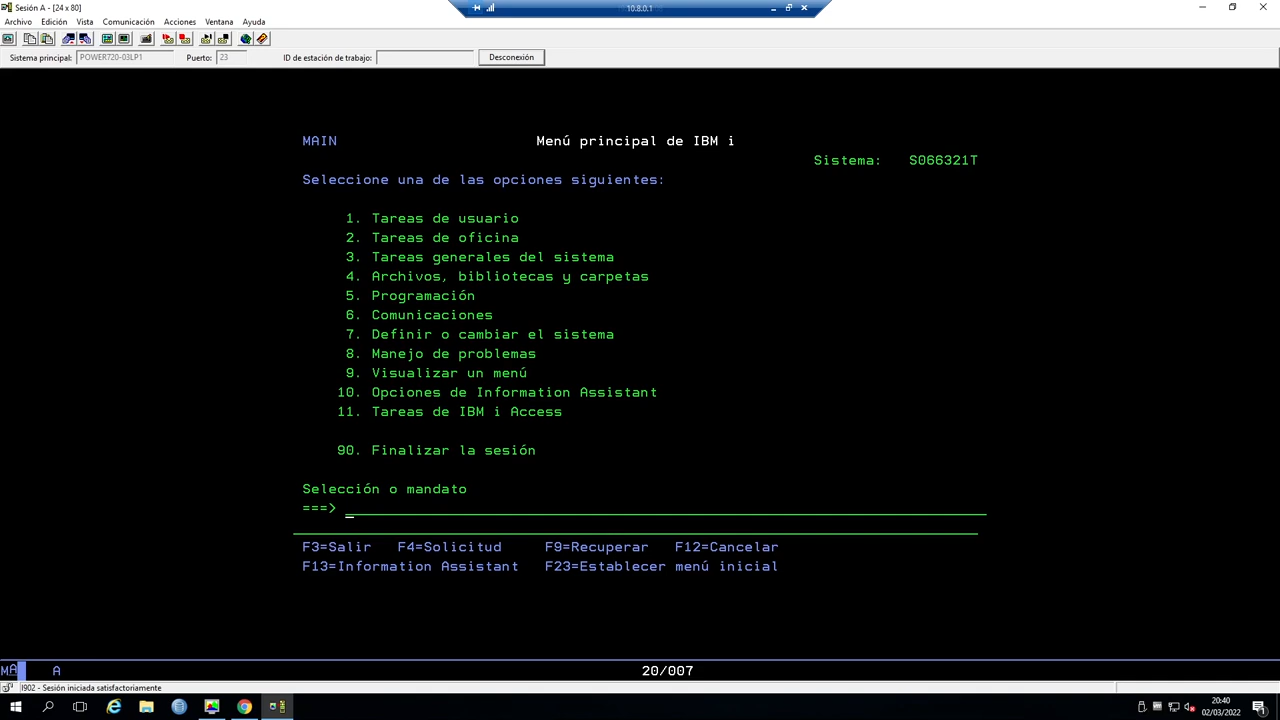 Sesión A - [24 x 80]
10.8.0.1
Archivo Edición Vista Comunicación Acciones Ventana Ayuda
Sistema principal: POWER720-03LP1 Puerto: 23 ID de estación de trabajo: Desconexión
MAIN Menú principal de IBM i
Sistema: S066321T
Seleccione una de las opciones siguientes:
1. Tareas de usuario
2. Tareas de oficina
3. Tareas generales del sistema
4. Archivos, bibliotecas y carpetas
5. Programación
6. Comunicaciones
7. Definir o cambiar el sistema
8. Manejo de problemas
9. Visualizar un menú
10. Opciones de Information Assistant
11. Tareas de IBM i Access
90. Finalizar la sesión
Selección o mandato
===>
F3=Salir F4=Solicitud F9=Recuperar F12=Cancelar
F13=Information Assistant F23=Establecer menú inicial
MA A 20/007
I902 - Sesión iniciada satisfactoriamente
20:40
02/03/2022